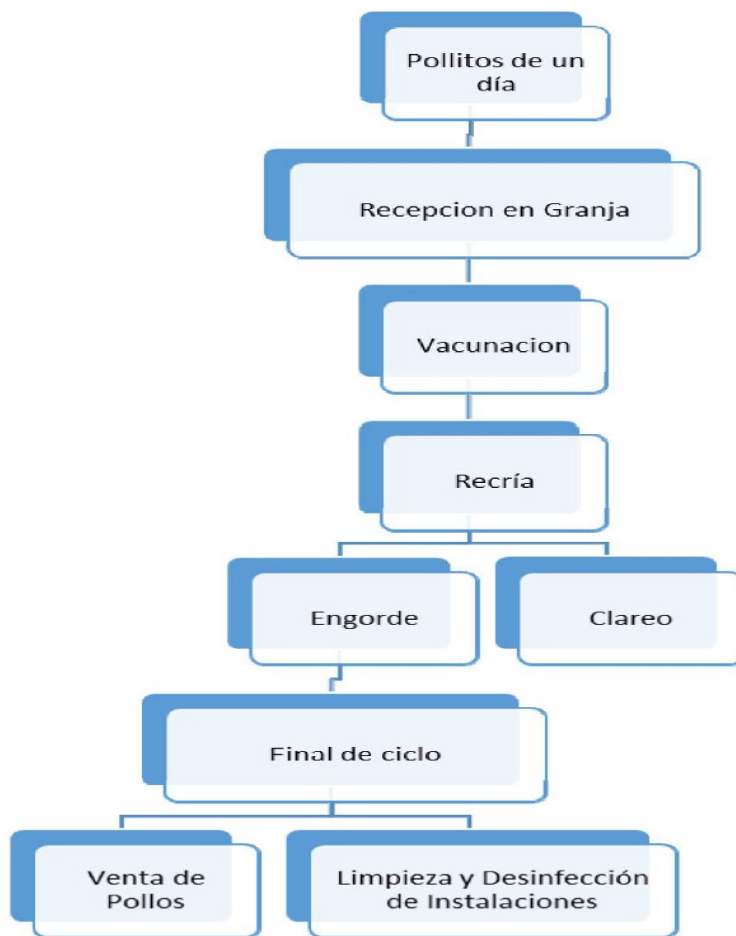 Pollitos de un
día
Recepcion en Granja
Vacunacion
Recría
Engorde
Clareo
Final de ciclo
Venta de
Pollos
Limpieza y Desinfección
de Instalaciones